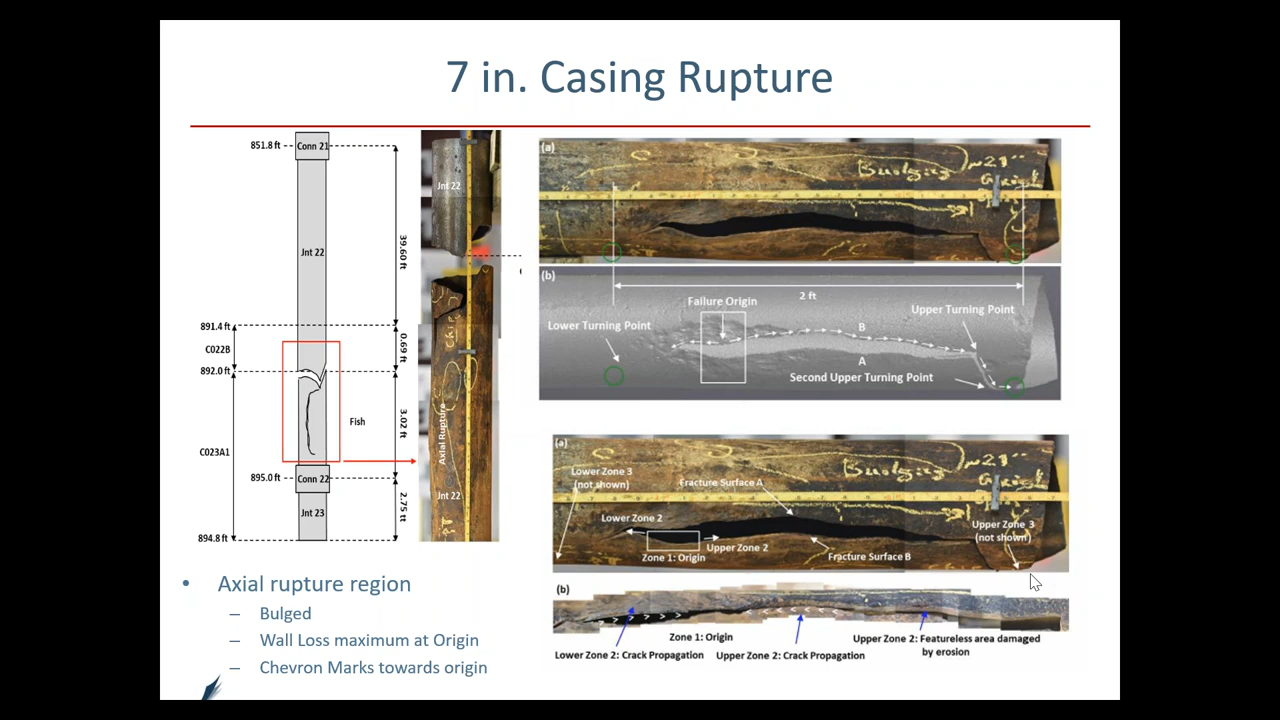 7 in. Casing Rupture
851.8 ft
Conn 21
Jnt 22
39.60 ft
891.4 ft
C022B
0.69 ft
892.0 ft
Fish
3.02 ft
C023A1
895.0 ft
Conn 22
Jnt 23
2.75 ft
894.8 ft
Jnt 22
Axial Rupture
Jnt 22
(a)
Budging
~21"
(b)
2 ft
Failure Origin
Lower Turning Point
Upper Turning Point
B
A
Second Upper Turning Point
(a)
Budging
~21"
Lower Zone 3
(not shown)
Fracture Surface A
Lower Zone 2
Upper Zone 2
Zone 1: Origin
Fracture Surface B
Upper Zone 3
(not shown)
(b)
Zone 1: Origin
Lower Zone 2: Crack Propagation
Upper Zone 2: Crack Propagation
Upper Zone 2: Featureless area damaged
by erosion
• Axial rupture region
– Bulged
– Wall Loss maximum at Origin
– Chevron Marks towards origin